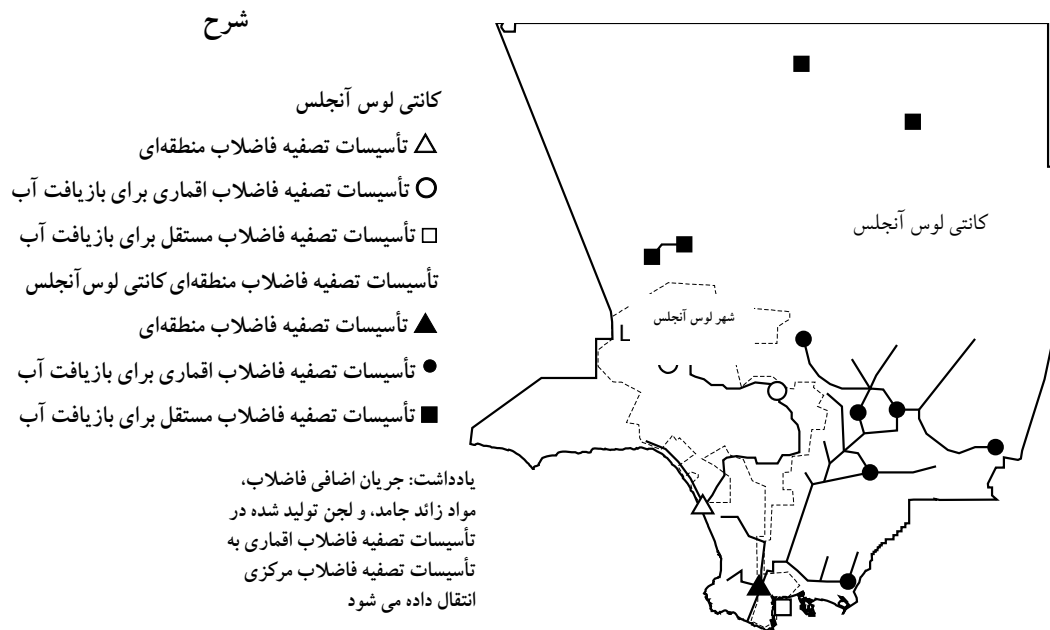 شرح
کانتی لوس آنجلس
تأسیسات تصفیه فاضلاب منطقه‌ای
تأسیسات تصفیه فاضلاب اقماری برای بازیافت آب
تأسیسات تصفیه فاضلاب مستقل برای بازیافت آب
تأسیسات تصفیه فاضلاب منطقه‌ای کانتی لوس آنجلس
تأسیسات تصفیه فاضلاب منطقه‌ای
تأسیسات تصفیه فاضلاب اقماری برای بازیافت آب
تأسیسات تصفیه فاضلاب مستقل برای بازیافت آب
یادداشت: جریان اضافی فاضلاب،
مواد زائد جامد، و لجن تولید شده در
تأسیسات تصفیه فاضلاب اقماری به
تأسیسات تصفیه فاضلاب مرکزی
انتقال داده می شود
کانتی لوس آنجلس
شهر لوس آنجلس
L